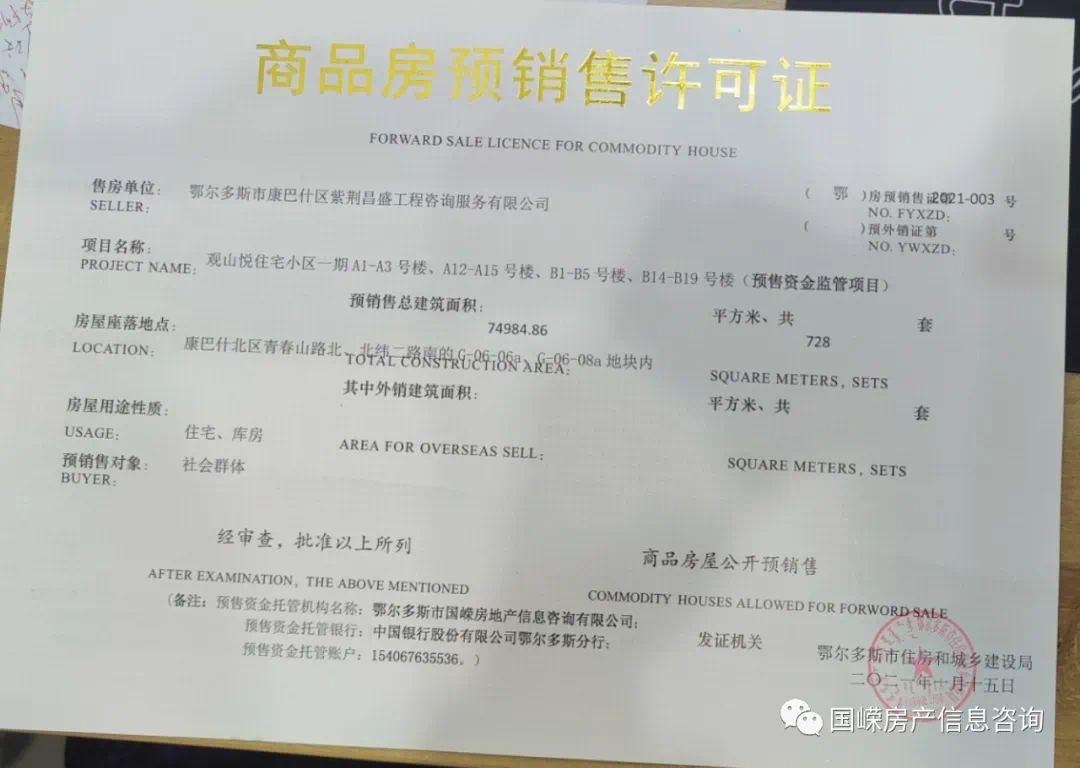 商品房预销售许可证
FORWARD SALE LICENCE FOR COMMODITY HOUSE
售房单位： 鄂尔多斯市康巴什区紫荆昌盛工程咨询服务有限公司
SELLER:
（ 鄂 ）房预销售证第2021-003 号
NO. FYXZD:
（ ）预外销证第 号
NO. YWXZD:
项目名称： 观山悦住宅小区一期 A1-A3 号楼、A12-A15 号楼、B1-B5 号楼、B14-B19 号楼（预售资金监管项目）
PROJECT NAME:
预销售总建筑面积： 平方米、共 套
74984.86 728
房屋座落地点： 康巴什北区青春山路北、北纬二路南的 G-06-06a、G-06-08a 地块内
LOCATION:
TOTAL CONSTRUCTION AREA: SQUARE METERS, SETS
其中外销建筑面积： 平方米、共 套
房屋用途性质： 住宅、库房
USAGE:
AREA FOR OVERSEAS SELL: SQUARE METERS, SETS
预销售对象： 社会群体
BUYER:
经审查，批准以上所列 商品房屋公开预销售
AFTER EXAMINATION, THE ABOVE MENTIONED COMMODITY HOUSES ALLOWED FOR FORWORD SALE
（备注：预售资金托管机构名称：鄂尔多斯市国嵘房地产信息咨询有限公司；
预售资金托管银行：中国银行股份有限公司鄂尔多斯分行；
预售资金托管账户：154067635536。）
发证机关 鄂尔多斯市住房和城乡建设局
二〇二一年十月十五日
国嵘房产信息咨询